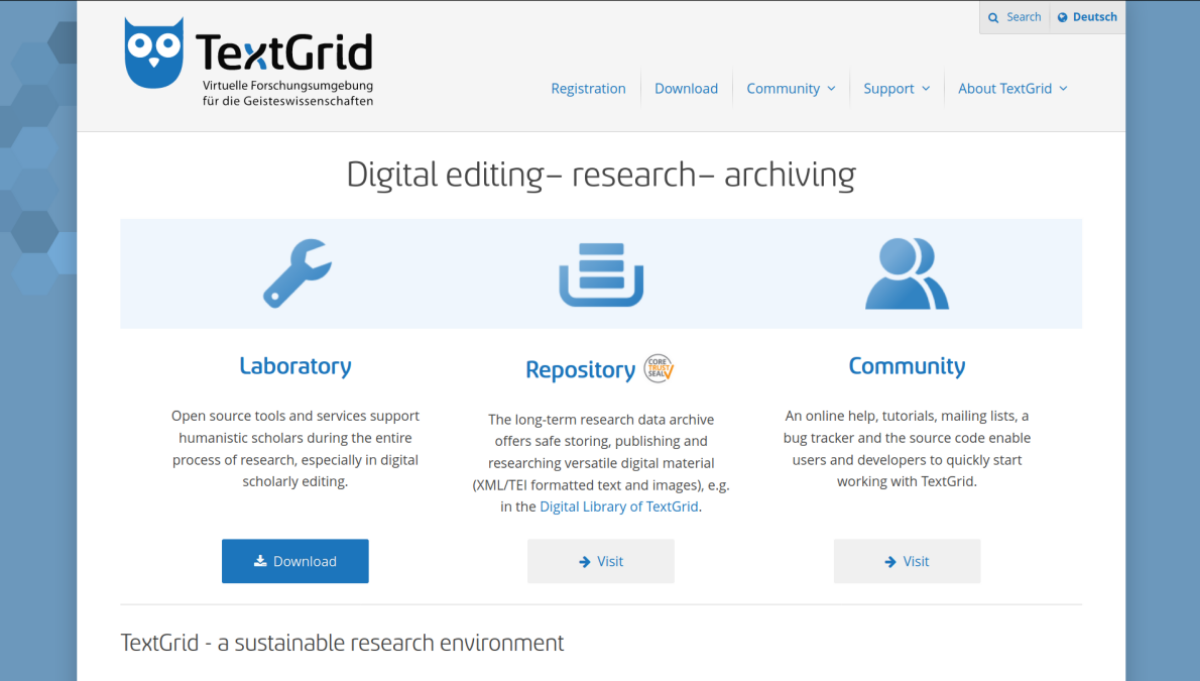 Search
Deutsch
TextGrid
Virtuelle Forschungsumgebung
für die Geisteswissenschaften
Registration
Download
Community
Support
About TextGrid
Digital editing– research– archiving
Laboratory
Open source tools and services support
humanistic scholars during the entire
process of research, especially in digital
scholarly editing.
Download
Repository
CORE
TRUST
SEAL
The long-term research data archive
offers safe storing, publishing and
researching versatile digital material
(XML/TEI formatted text and images), e.g.
in the Digital Library of TextGrid.
Visit
Community
An online help, tutorials, mailing lists, a
bug tracker and the source code enable
users and developers to quickly start
working with TextGrid.
Visit
TextGrid - a sustainable research environment